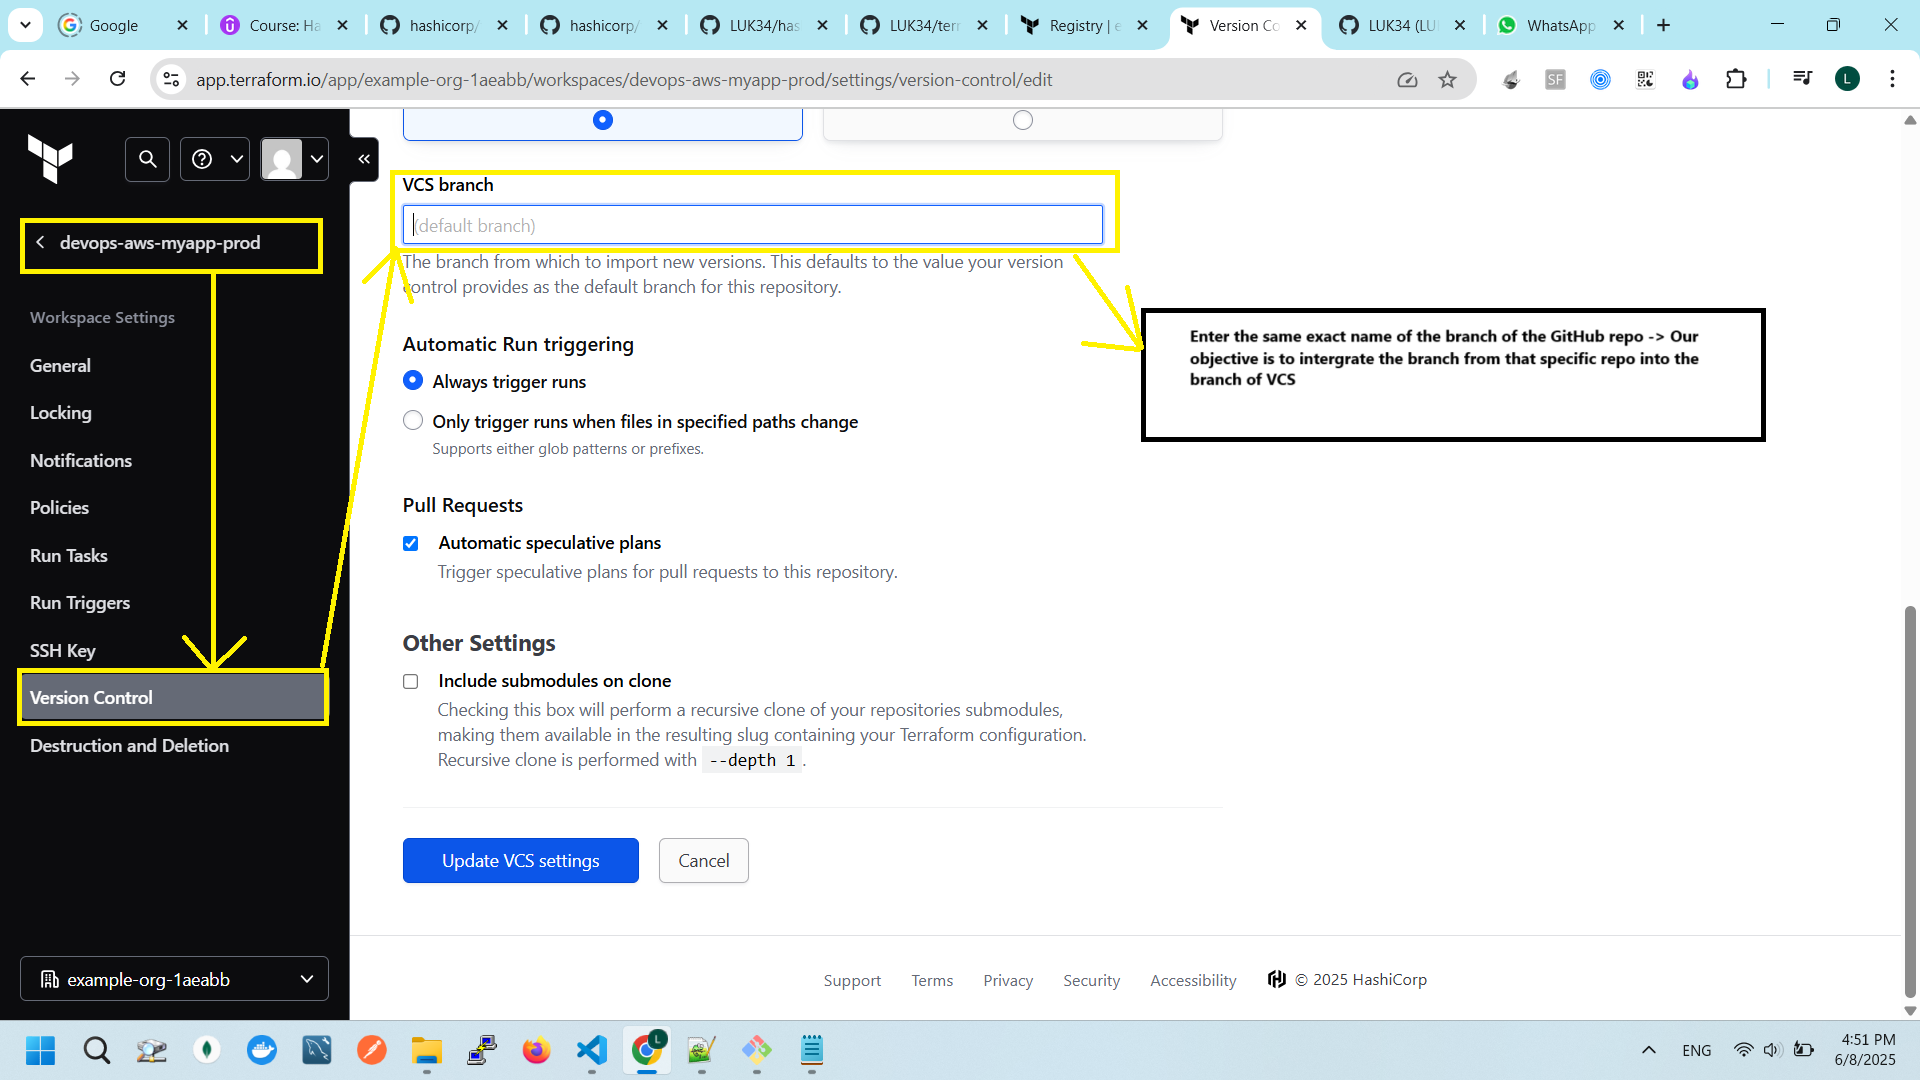 Google
Course: Ha
hashicorp/
hashicorp/
LUK34/has
LUK34/terr
Registry | e
Version Co
LUK34 (LU
WhatsApp
app.terraform.io/app/example-org-1aeabb/workspaces/devops-aws-myapp-prod/settings/version-control/edit
SF
L
devops-aws-myapp-prod
Workspace Settings
General
Locking
Notifications
Policies
Run Tasks
Run Triggers
SSH Key
Version Control
Destruction and Deletion
example-org-1aeabb
VCS branch
(default branch)
The branch from which to import new versions. This defaults to the value your version
control provides as the default branch for this repository.
Automatic Run triggering
Always trigger runs
Only trigger runs when files in specified paths change
Supports either glob patterns or prefixes.
Pull Requests
Automatic speculative plans
Trigger speculative plans for pull requests to this repository.
Other Settings
Include submodules on clone
Checking this box will perform a recursive clone of your repositories submodules,
making them available in the resulting slug containing your Terraform configuration.
Recursive clone is performed with --depth 1.
Update VCS settings
Cancel
Enter the same exact name of the branch of the GitHub repo -> Our
objective is to intergrate the branch from that specific repo into the
branch of VCS
Support
Terms
Privacy
Security
Accessibility
© 2025 HashiCorp
L
ENG
4:51 PM
6/8/2025